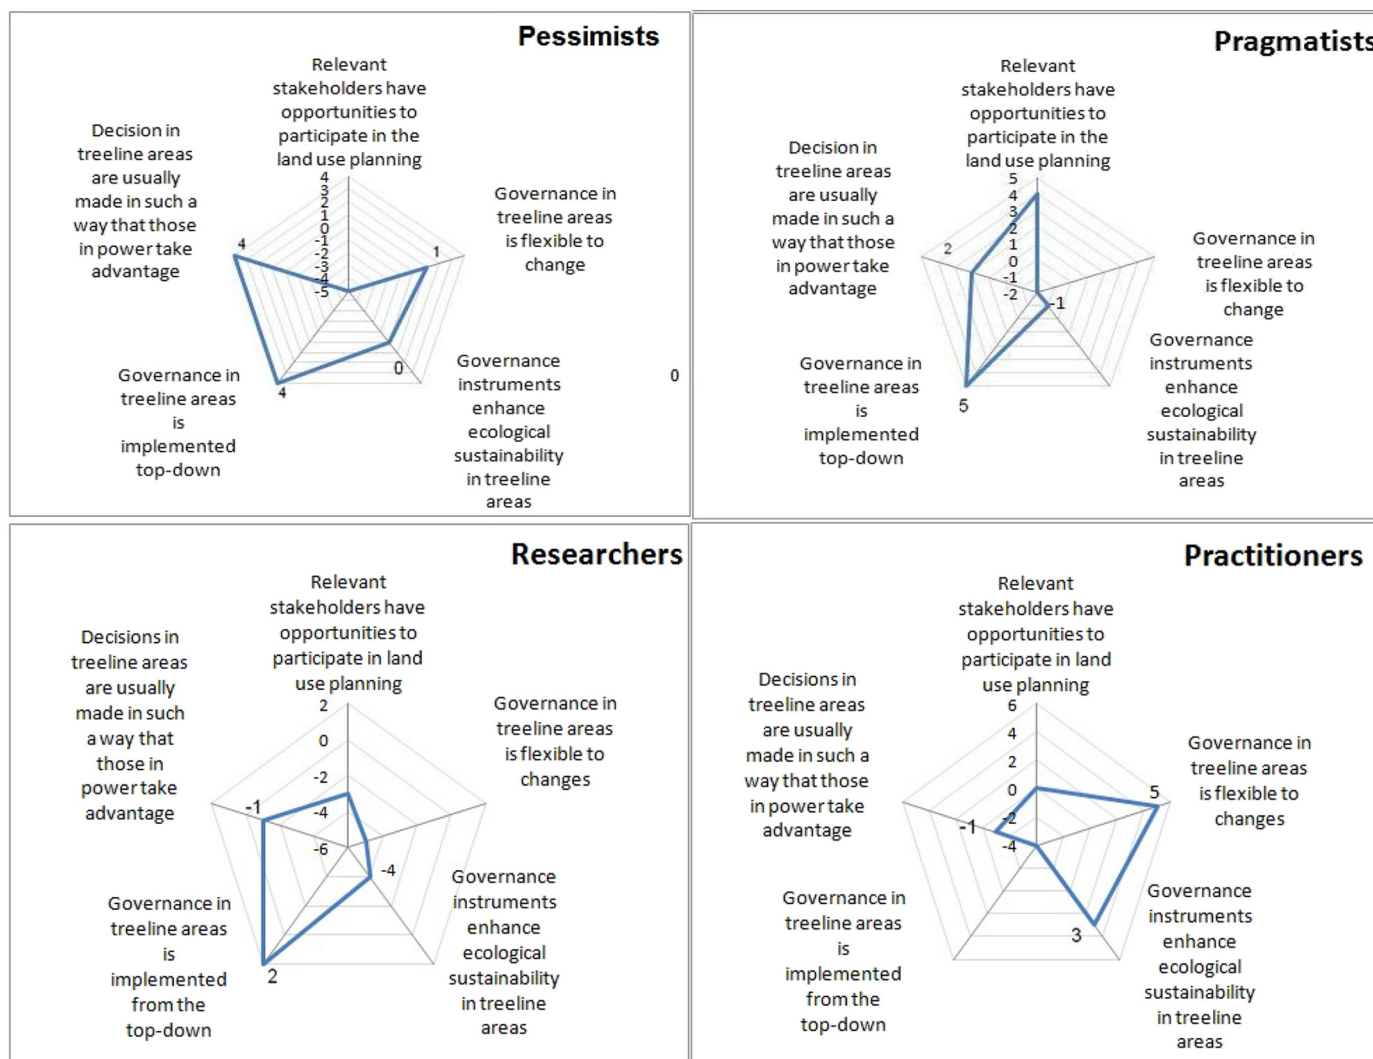 Pessimists
Relevant
stakeholders have
opportunities to
participate in the
land use planning
Decision in
treeline areas
are usually
made in such a
way that those
in power take
advantage
Governance in
treeline areas
is flexible to
change
4
3
2
1
0
-1
-2
-3
-4
-5
4
1
0
4
Governance in
treeline areas
is
implemented
top-down
Governance
instruments
enhance
ecological
sustainability
in treeline
areas
0
Pragmatists
Relevant
stakeholders have
opportunities to
participate in the
land use planning
Decision in
treeline areas
are usually
made in such a
way that those
in power take
advantage
Governance in
treeline areas
is flexible to
change
5
4
3
2
1
0
-1
-2
2
-1
5
Governance in
treeline areas
is
implemented
top-down
Governance
instruments
enhance
ecological
sustainability
in treeline
areas
Researchers
Relevant
stakeholders have
opportunities to
participate in land
use planning
Decisions in
treeline areas
are usually
made in such
a way that
those in
power take
advantage
Governance in
treeline areas
is flexible to
changes
2
0
-2
-4
-6
-1
-4
2
Governance in
treeline areas
is
implemented
from the
top-down
Governance
instruments
enhance
ecological
sustainability
in treeline
areas
Practitioners
Relevant
stakeholders have
opportunities to
participate in land
use planning
Decisions in
treeline areas
are usually
made in such a
way that those
in power take
advantage
Governance in
treeline areas
is flexible to
changes
6
4
2
0
-2
-4
5
-1
3
Governance in
treeline areas
is
implemented
from the
top-down
Governance
instruments
enhance
ecological
sustainability
in treeline
areas